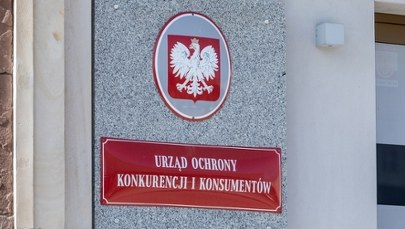 URZĄD OCHRONY
KONKURENCJI I KONSUMENTÓW